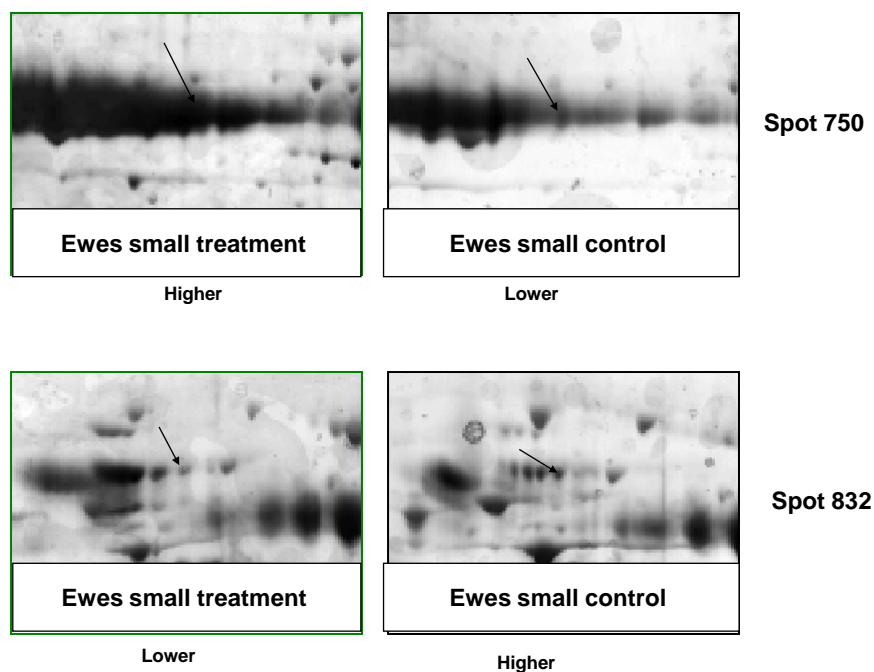 Spot 750
Ewes small treatment
Ewes small control
Higher
Lower
Spot 832
Ewes small treatment
Ewes small control
Lower
Higher